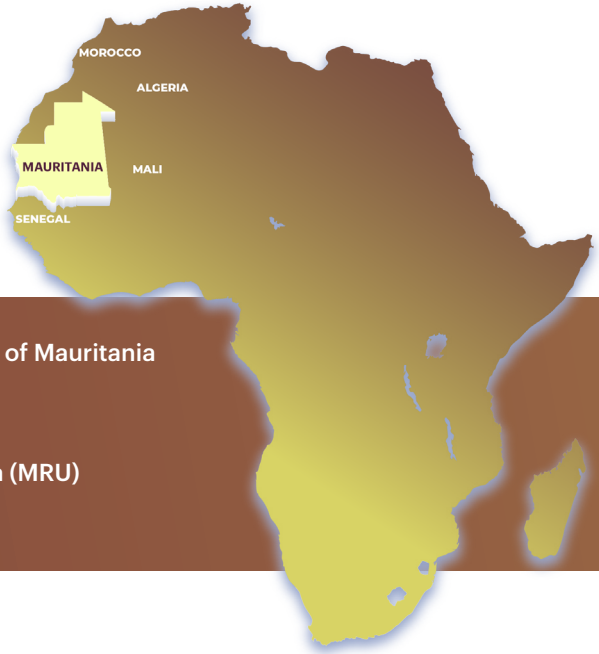 MOROCCO
ALGERIA
MAURITANIA
MALI
SENEGAL
of Mauritania
(MRU)